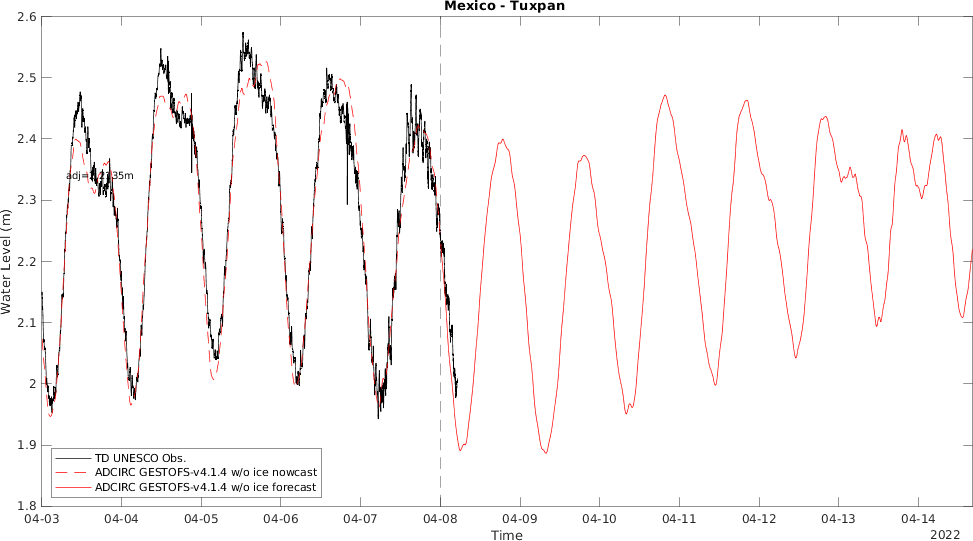 Mexico - Tuxpan
2.6
2.5
2.4
2.3
2.2
2.1
2
1.9
1.8
Water Level (m)
TD UNESCO Obs.
ADCIRC GESTOFS-v4.1.4 w/o ice nowcast
ADCIRC GESTOFS-v4.1.4 w/o ice forecast
04-03 04-04 04-05 04-06 04-07 04-08 04-09 04-10 04-11 04-12 04-13 04-14
Time
2022